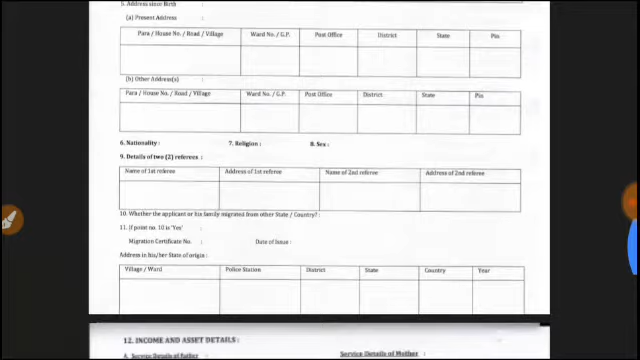 5. Address since Birth :
(a) Present Address :
Para / House No. / Road / Village Ward No. / G.P. Post Office District State Pin
(b) Other Address(s) :
Para / House No. / Road / Village Ward No. / G.P. Post Office District State Pin
6. Nationality : 7. Religion : 8. Sex :
9. Details of two (2) referees :
Name of 1st referee Address of 1st referee Name of 2nd referee Address of 2nd referee
10. Whether the applicant or his family migrated from other State / Country? :
11. If point no. 10 is 'Yes' :
Migration Certificate No. : Date of Issue :
Address in his/her State of origin :
Village / Ward Police Station District State Country Year
12. INCOME AND ASSET DETAILS :
A. Service Details of Father Service Details of Mother :